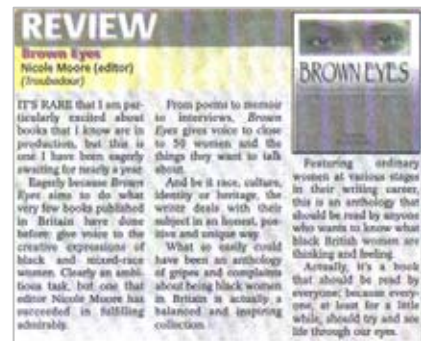 REVIEW
Brown Eyes
Nicole Moore (editor)
(Troubadour)
IT'S RARE that I am par-
ticularly excited about
books that I know are in
production, but this is
one I have been eagerly
awaiting for nearly a year.
Eagerly because Brown
Eyes aims to do what
very few books published
in Britain have done
before: give voice to the
creative expressions of
black and mixed-race
women. Clearly an ambi-
tious task, but one that
editor Nicole Moore has
succeeded in fulfilling
admirably.
From poems to memoir
to interviews, Brown
Eyes gives voice to close
to 50 women and the
things they want to talk
about.
And be it race, culture,
identity or heritage, the
writer deals with their
subject in an honest, pos-
itive and unique way.
What so easily could
have been an anthology
of gripes and complaints
about being black women
in Britain is actually a
balanced and inspiring
collection.
BROWN EYES
Featuring ordinary
women at various stages
in their writing career,
this is an anthology that
should be read by anyone
who wants to know what
black British women are
thinking and feeling.
Actually, it's a book
that should be read by
everyone; because every-
one, at least for a little
while, should try and see
life through our eyes.